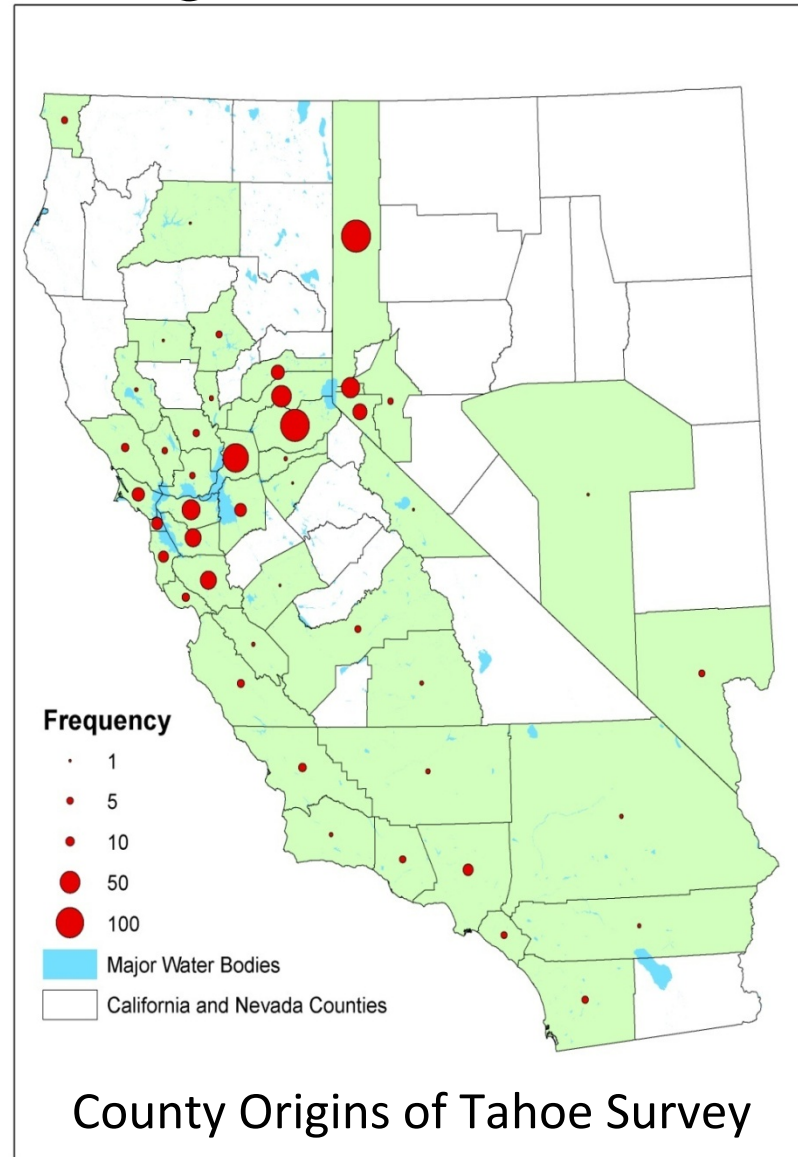 Frequency
1
5
10
50
100
Major Water Bodies
California and Nevada Counties
County Origins of Tahoe Survey